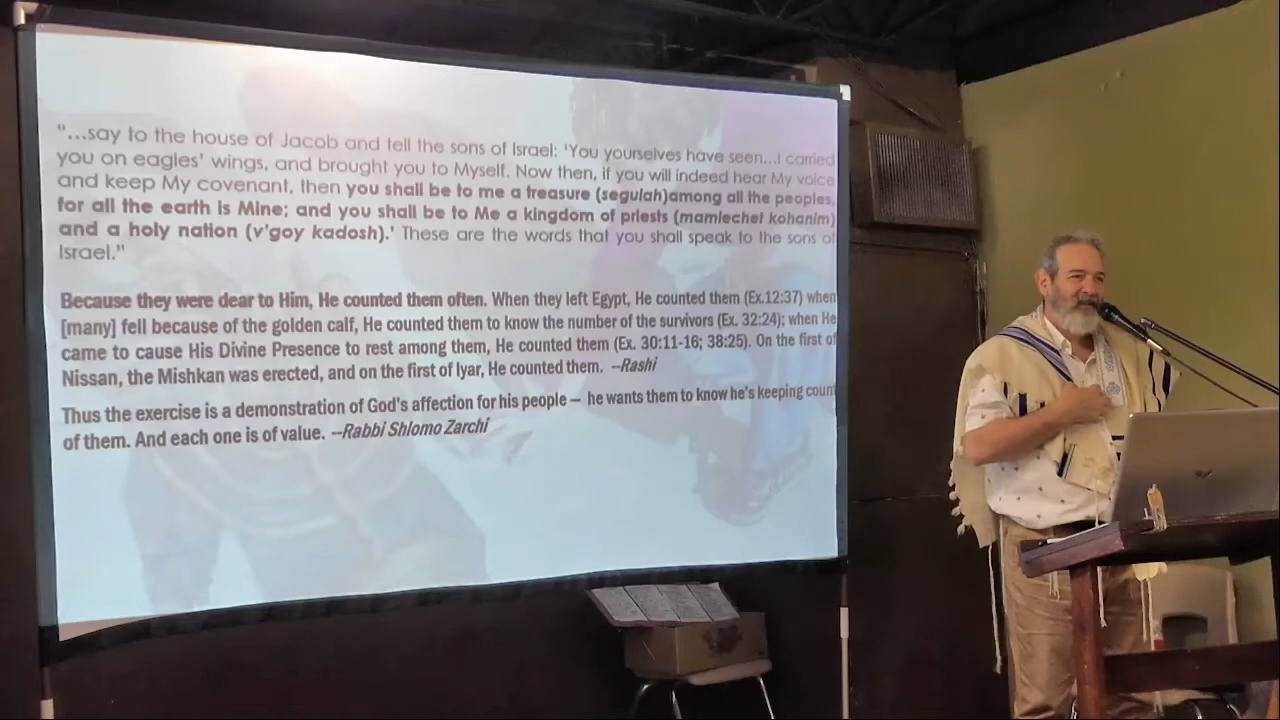 "...say to the house of Jacob and tell the sons of Israel: 'You yourselves have seen...I carried
you on eagles' wings, and brought you to Myself. Now then, if you will indeed hear My voice
and keep My covenant, then you shall be to me a treasure (segulah)among all the peoples,
for all the earth is Mine; and you shall be to Me a kingdom of priests (mamlechet kohanim)
and a holy nation (v'goy kadosh).' These are the words that you shall speak to the sons of
Israel."
Because they were dear to Him, He counted them often. When they left Egypt, He counted them (Ex.12:37) when
[many] fell because of the golden calf, He counted them to know the number of the survivors (Ex. 32:24); when He
came to cause His Divine Presence to rest among them, He counted them (Ex. 30:11-16; 38:25). On the first of
Nissan, the Mishkan was erected, and on the first of Iyar, He counted them. --Rashi
Thus the exercise is a demonstration of God's affection for his people – he wants them to know he's keeping count
of them. And each one is of value. --Rabbi Shlomo Zarchi